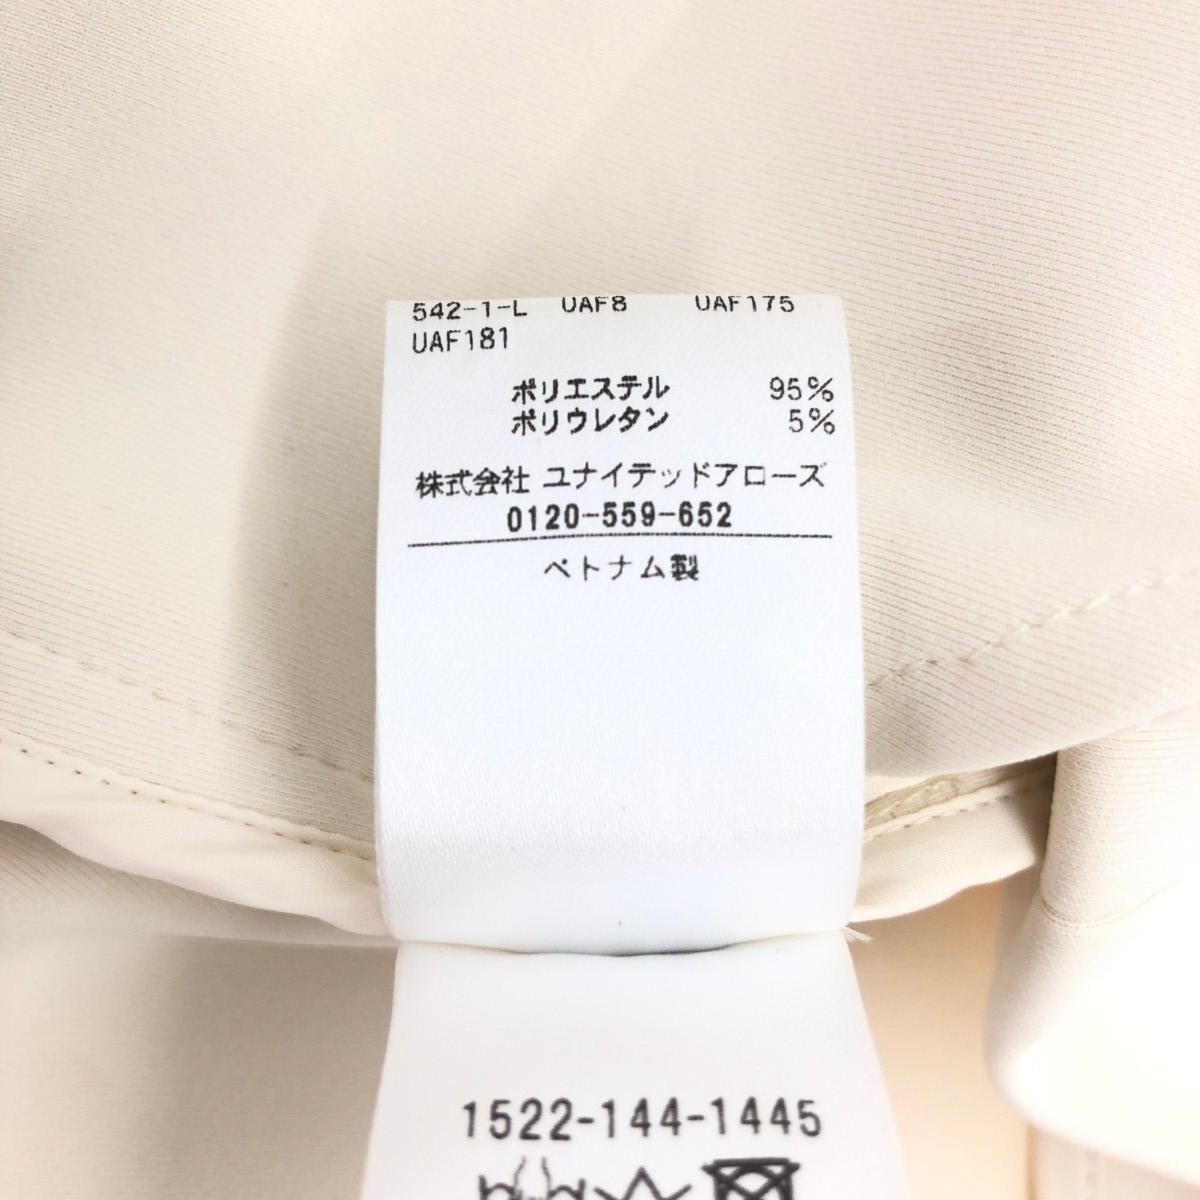 542-1-L UAF8 UAF175
UAF181
ポリエステル 95%
ポリウレタン 5%
株式会社 ユナイテッドアローズ
0120-559-652
ベトナム製
1522-144-1445